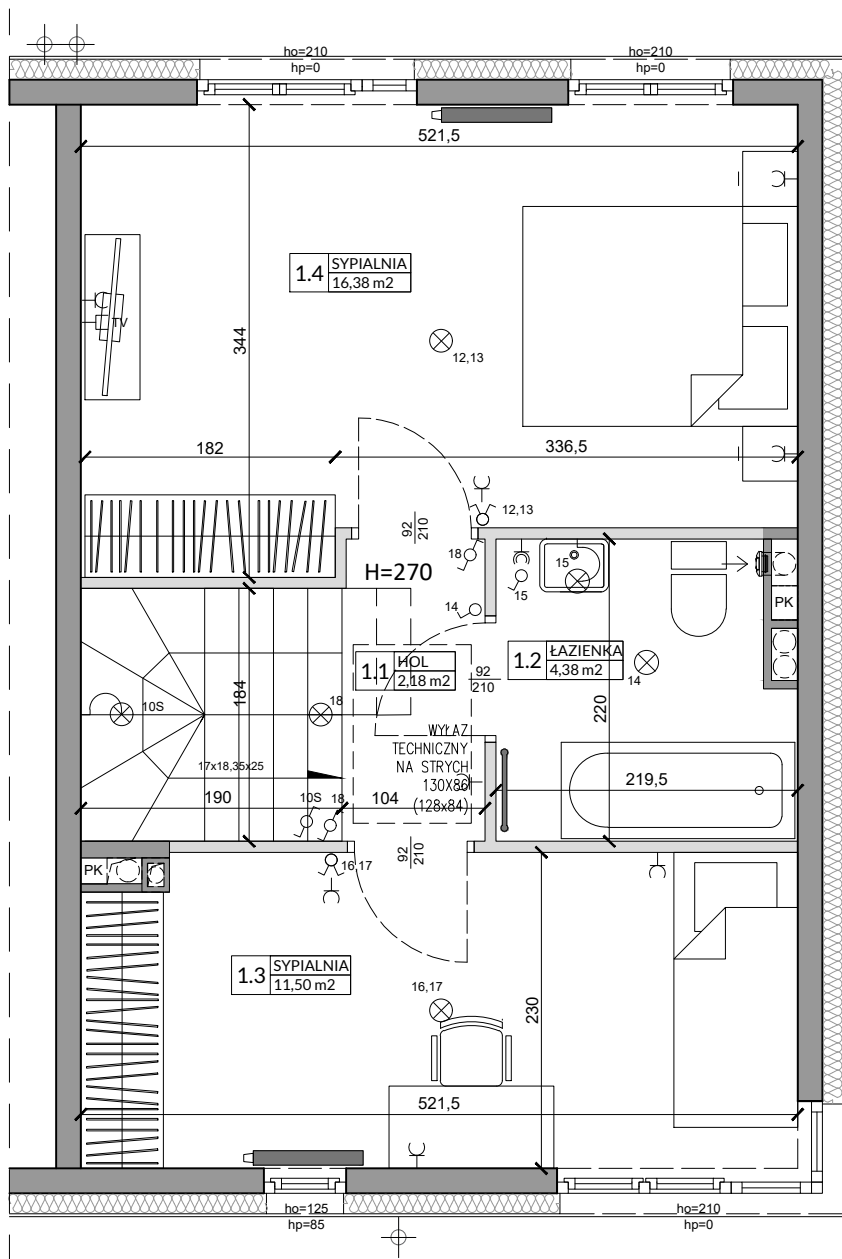 ho=210
ho=210
hp=0
hp=0
521,5
1.4
SYPIALNIA
16,38 m2
TV
344
12,13
182
336,5
12,13
92
210
18
H=270
15
15
PK
14
1.1
HOL
2,18 m2
1.2
ŁAZIENKA
4,38 m2
92
210
14
184
10S
18
220
WYŁAZ
TECHNICZNY
NA STRYCH
130X86
(128x84)
17x18,35x25
219,5
190
104
10S
18
92
210
PK
16,17
1.3
SYPIALNIA
11,50 m2
16,17
230
521,5
ho=125
ho=210
hp=85
hp=0